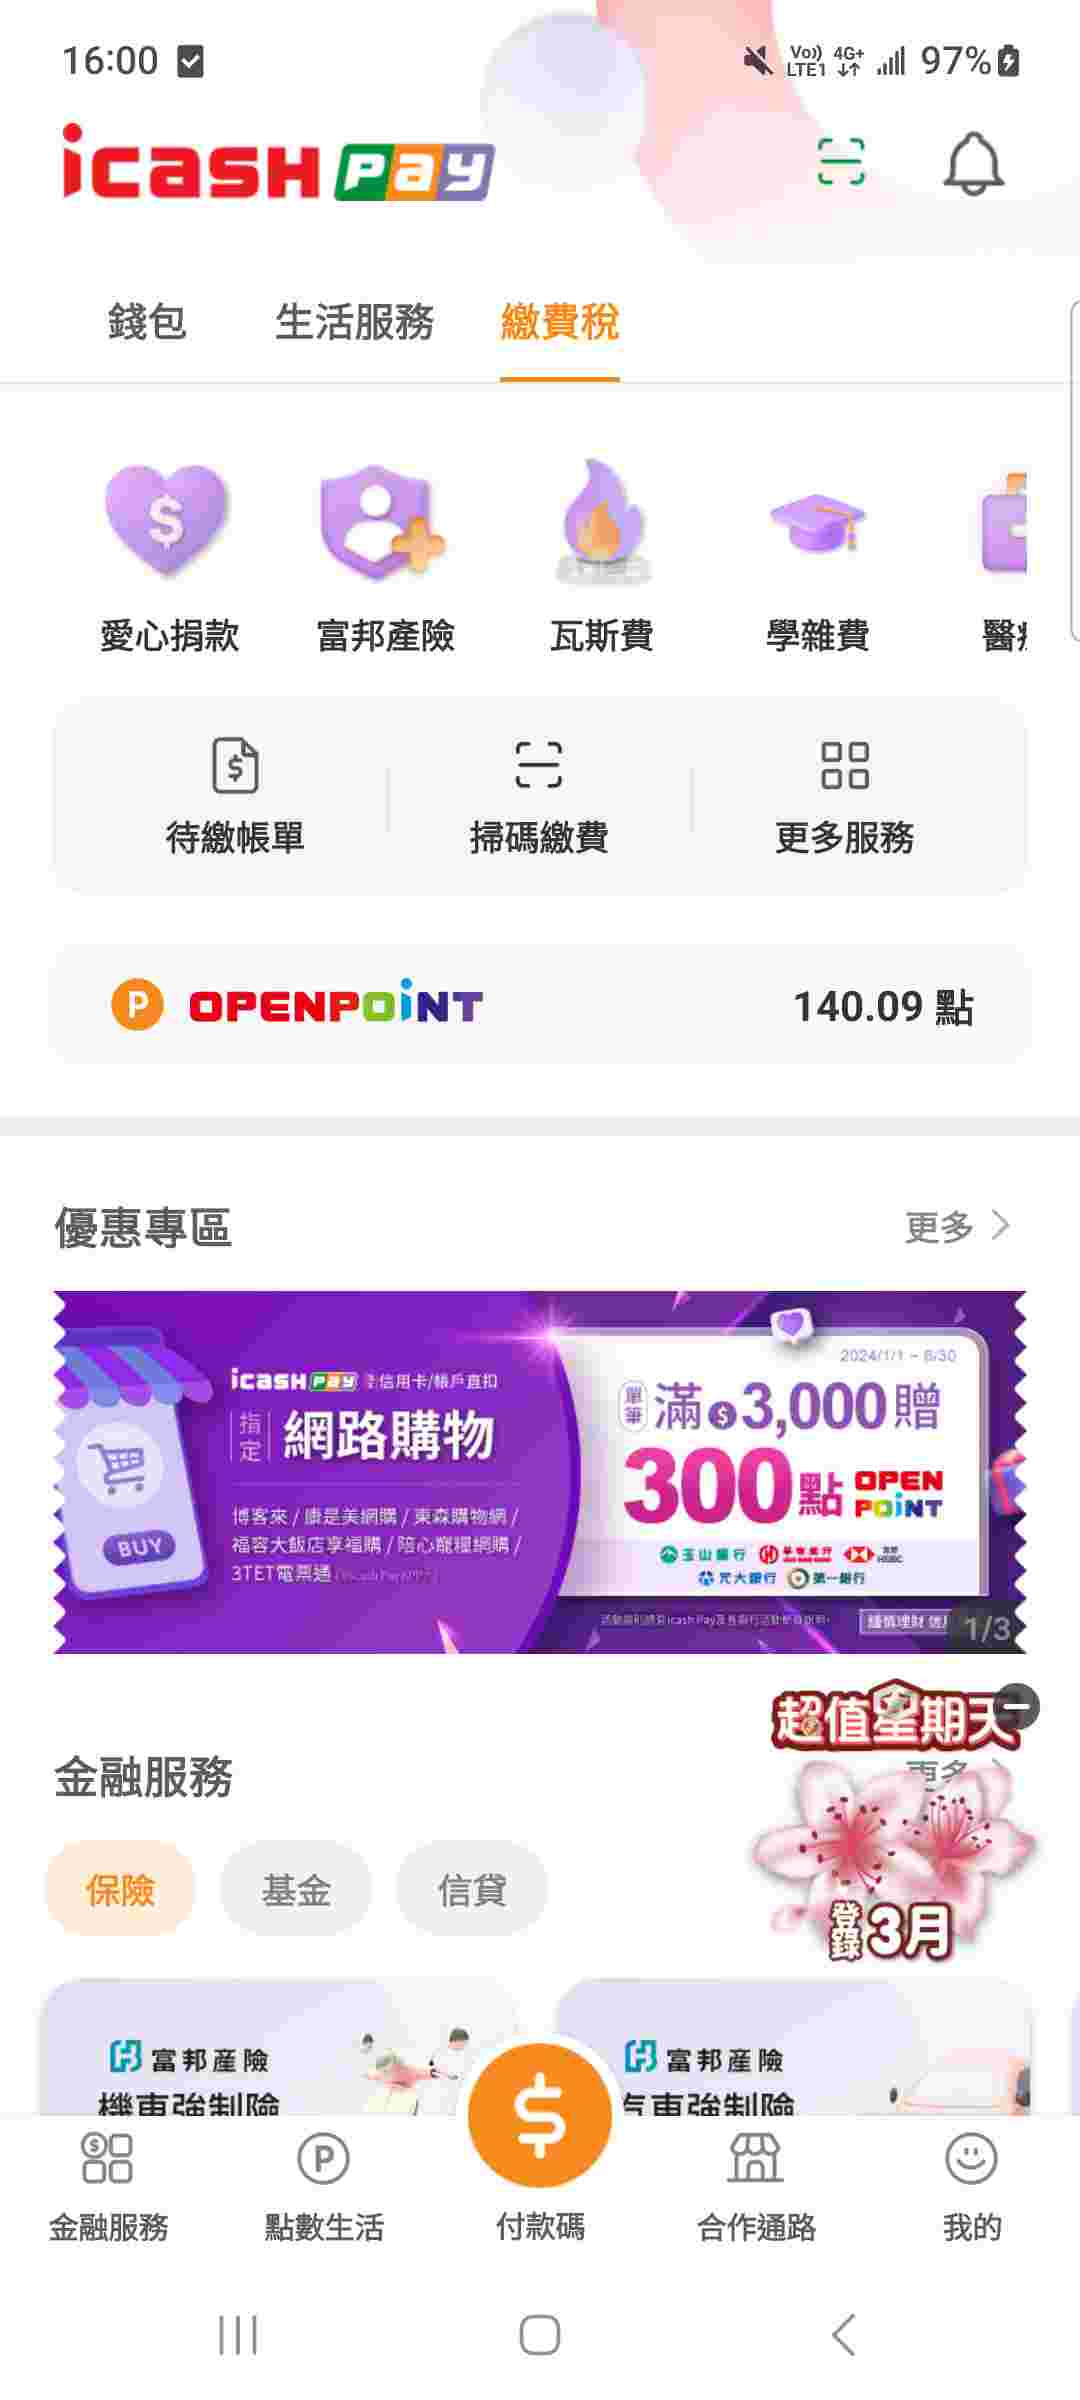 16:00
Vo)) LTE1 4G+ 97%
icash Pay
錢包 生活服務 繳費稅
愛心捐款 富邦產險 瓦斯費 學雜費
待繳帳單 掃碼繳費 更多服務
P OPENPOINT 140.09 點
優惠專區 更多
icash Pay 綁定信用卡/帳戶直扣
指定 網路購物
博客來 / 康是美網購 / 東森購物網 /
福容大飯店享福購 / 陪心寵糧網購 /
3TET電票通
BUY
2024/1/1 ~ 6/30
單筆 滿$3,000贈
300點 OPEN POINT
玉山銀行 華南銀行 滙豐 HSBC
元大銀行 第一銀行
1/3
超值星期天
登錄3月
金融服務 更多
保險 基金 信貸
富邦產險
機車強制險
富邦產險
汽車強制險
金融服務 點數生活 付款碼 合作通路 我的